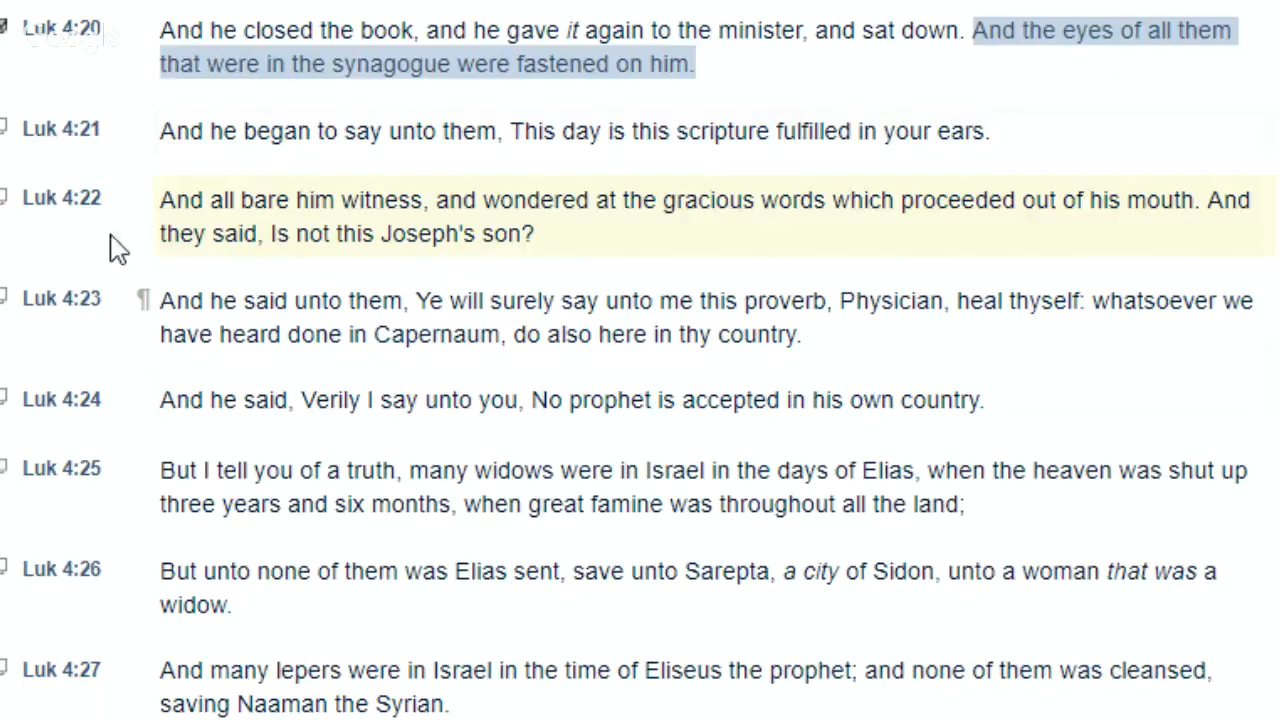 Luk 4:20 And he closed the book, and he gave it again to the minister, and sat down. And the eyes of all them
that were in the synagogue were fastened on him.
Luk 4:21 And he began to say unto them, This day is this scripture fulfilled in your ears.
Luk 4:22 And all bare him witness, and wondered at the gracious words which proceeded out of his mouth. And
they said, Is not this Joseph's son?
Luk 4:23 ¶ And he said unto them, Ye will surely say unto me this proverb, Physician, heal thyself: whatsoever we
have heard done in Capernaum, do also here in thy country.
Luk 4:24 And he said, Verily I say unto you, No prophet is accepted in his own country.
Luk 4:25 But I tell you of a truth, many widows were in Israel in the days of Elias, when the heaven was shut up
three years and six months, when great famine was throughout all the land;
Luk 4:26 But unto none of them was Elias sent, save unto Sarepta, a city of Sidon, unto a woman that was a
widow.
Luk 4:27 And many lepers were in Israel in the time of Eliseus the prophet; and none of them was cleansed,
saving Naaman the Syrian.